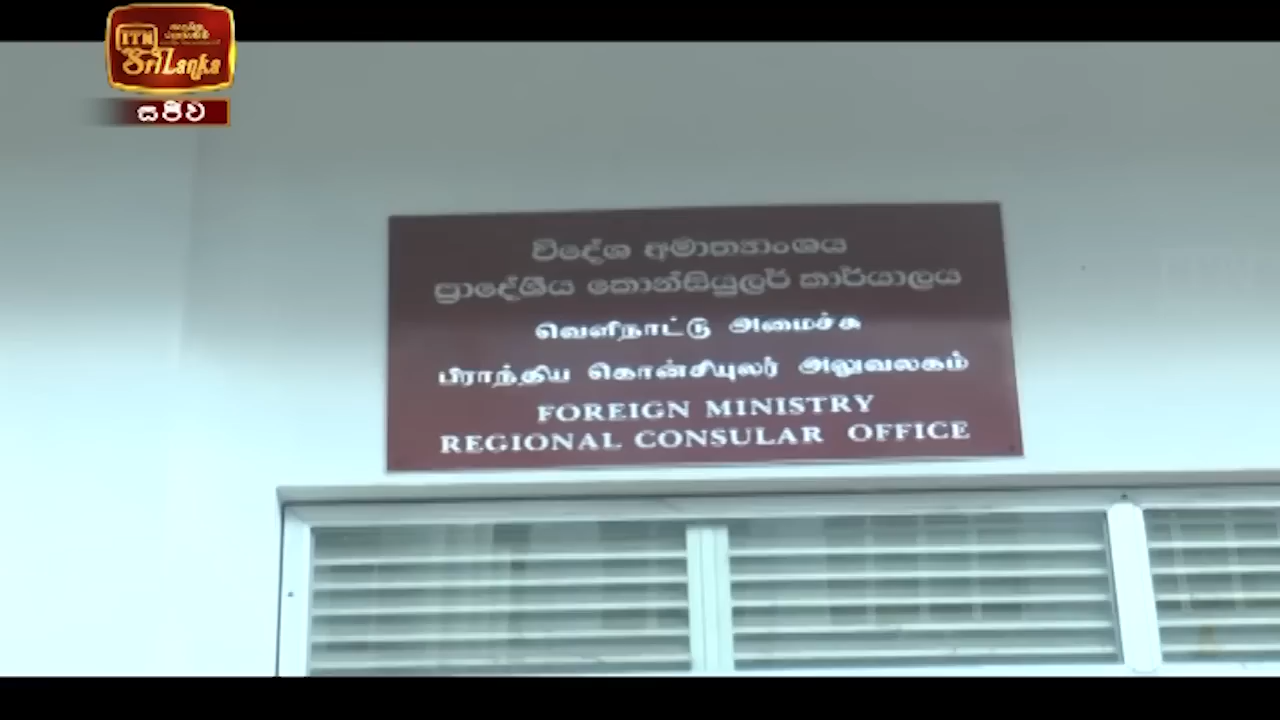 ITN
SriLanka
සජීව
විදේශ අමාත්‍යාංශය
ප්‍රාදේශීය කොන්සියුලර් කාර්යාලය
வெளிநாட்டு அமைச்சு
பிராந்திய கொன்சியுலர் அலுவலகம்
FOREIGN MINISTRY
REGIONAL CONSULAR OFFICE